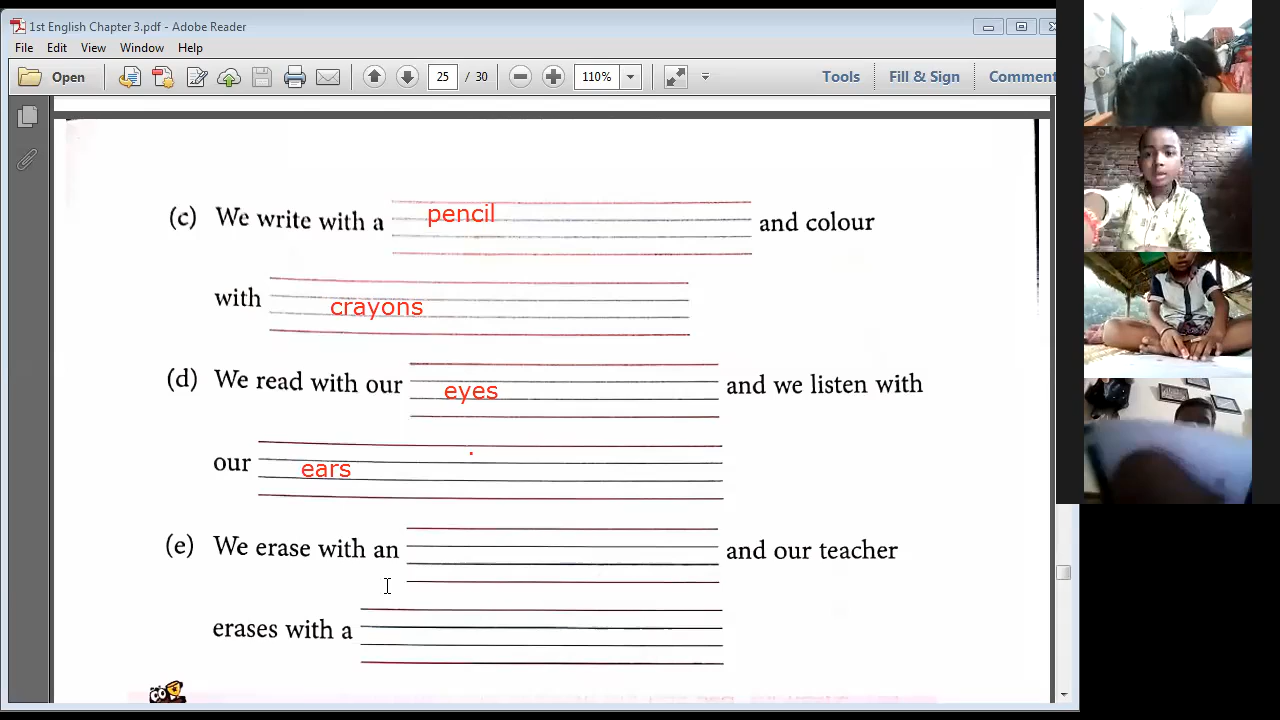 1st English Chapter 3.pdf - Adobe Reader
File Edit View Window Help
Open 25 / 30 110% Tools Fill & Sign Comment
(c) We write with a pencil and colour
with crayons
(d) We read with our eyes and we listen with
our ears
(e) We erase with an and our teacher
erases with a